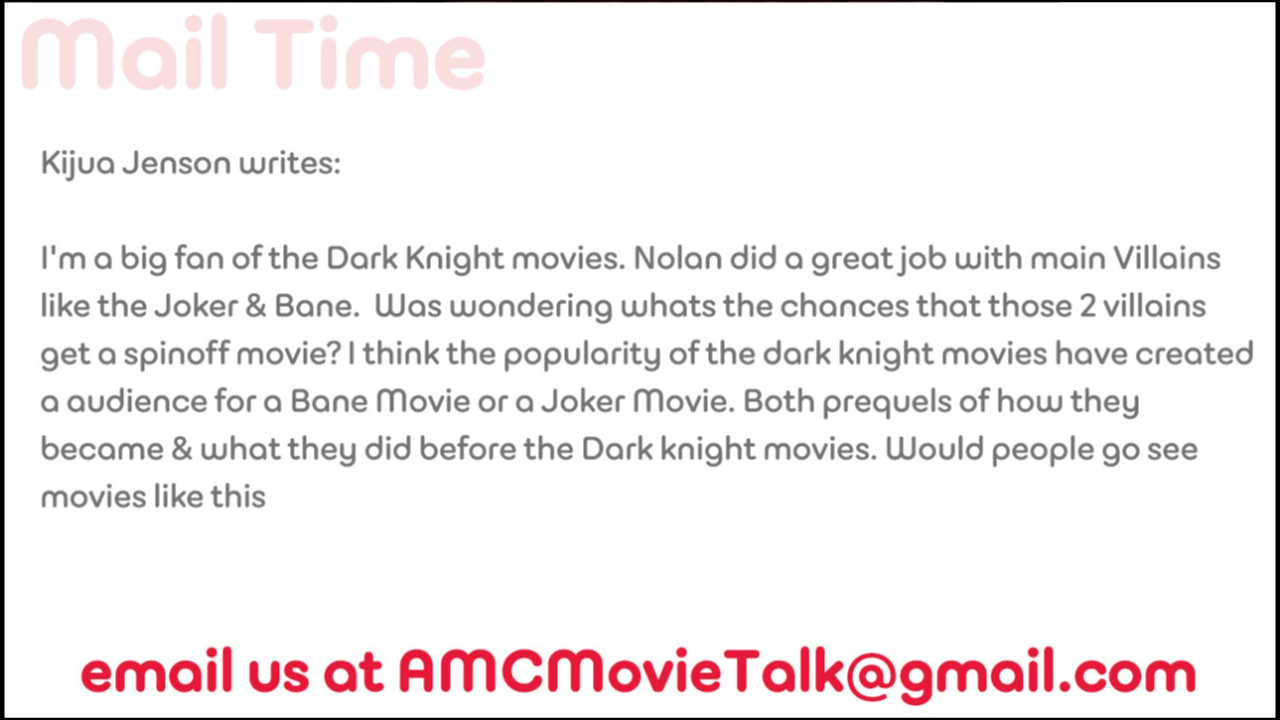 Mail Time
Kijua Jenson writes:
I'm a big fan of the Dark Knight movies. Nolan did a great job with main Villains
like the Joker & Bane.  Was wondering whats the chances that those 2 villains
get a spinoff movie? I think the popularity of the dark knight movies have created
a audience for a Bane Movie or a Joker Movie. Both prequels of how they
became & what they did before the Dark knight movies. Would people go see
movies like this
email us at AMCMovieTalk@gmail.com